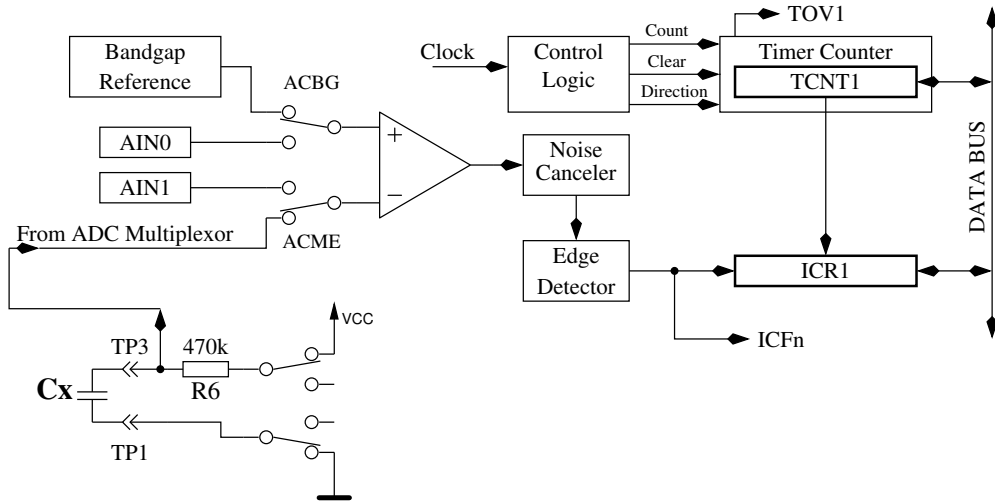 TOV1
Bandgap
Reference
ACBG
Clock
Control
Logic
Count
Clear
Direction
Timer Counter
TCNT1
AIN0
+
−
AIN1
Noise
Canceler
DATA BUS
From ADC Multiplexor
ACME
Edge
Detector
ICR1
ICFn
VCC
TP3
470k
R6
Cx
TP1